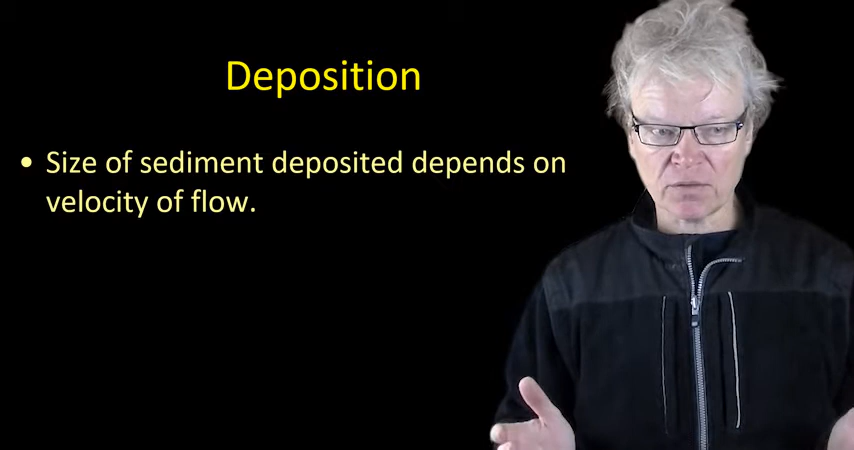 Deposition
• Size of sediment deposited depends on
velocity of flow.